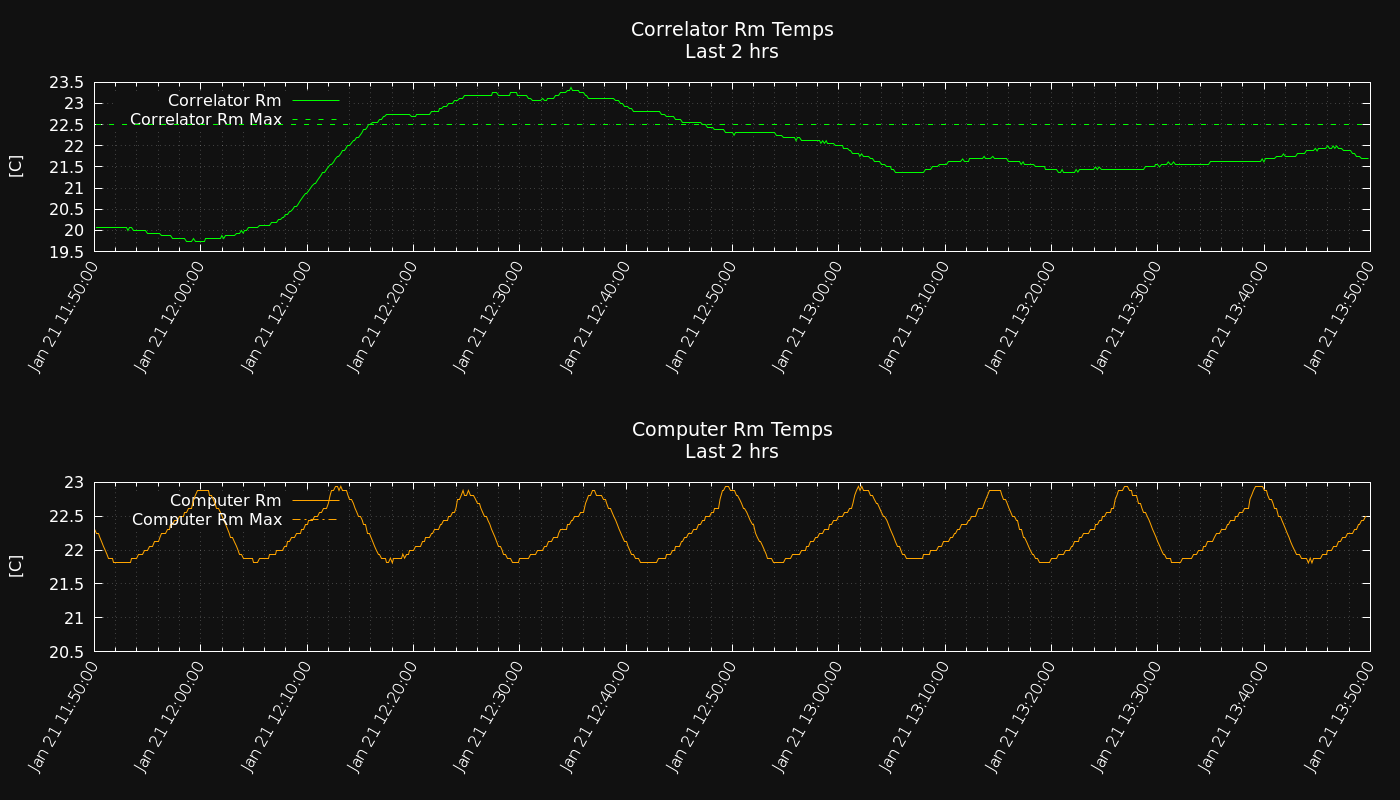 Correlator Rm Temps
Last 2 hrs
23.5
23
22.5
22
21.5
21
20.5
20
19.5
[C]
Correlator Rm
Correlator Rm Max
Jan 21 11:50:00
Jan 21 12:00:00
Jan 21 12:10:00
Jan 21 12:20:00
Jan 21 12:30:00
Jan 21 12:40:00
Jan 21 12:50:00
Jan 21 13:00:00
Jan 21 13:10:00
Jan 21 13:20:00
Jan 21 13:30:00
Jan 21 13:40:00
Jan 21 13:50:00
Computer Rm Temps
Last 2 hrs
23
22.5
22
21.5
21
20.5
[C]
Computer Rm
Computer Rm Max
Jan 21 11:50:00
Jan 21 12:00:00
Jan 21 12:10:00
Jan 21 12:20:00
Jan 21 12:30:00
Jan 21 12:40:00
Jan 21 12:50:00
Jan 21 13:00:00
Jan 21 13:10:00
Jan 21 13:20:00
Jan 21 13:30:00
Jan 21 13:40:00
Jan 21 13:50:00